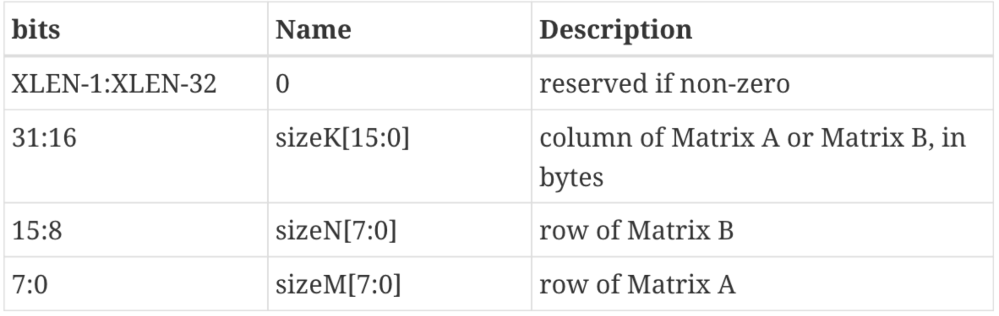 bits Name Description
XLEN-1:XLEN-32 0 reserved if non-zero
31:16 sizeK[15:0] column of Matrix A or Matrix B, in
bytes
15:8 sizeN[7:0] row of Matrix B
7:0 sizeM[7:0] row of Matrix A